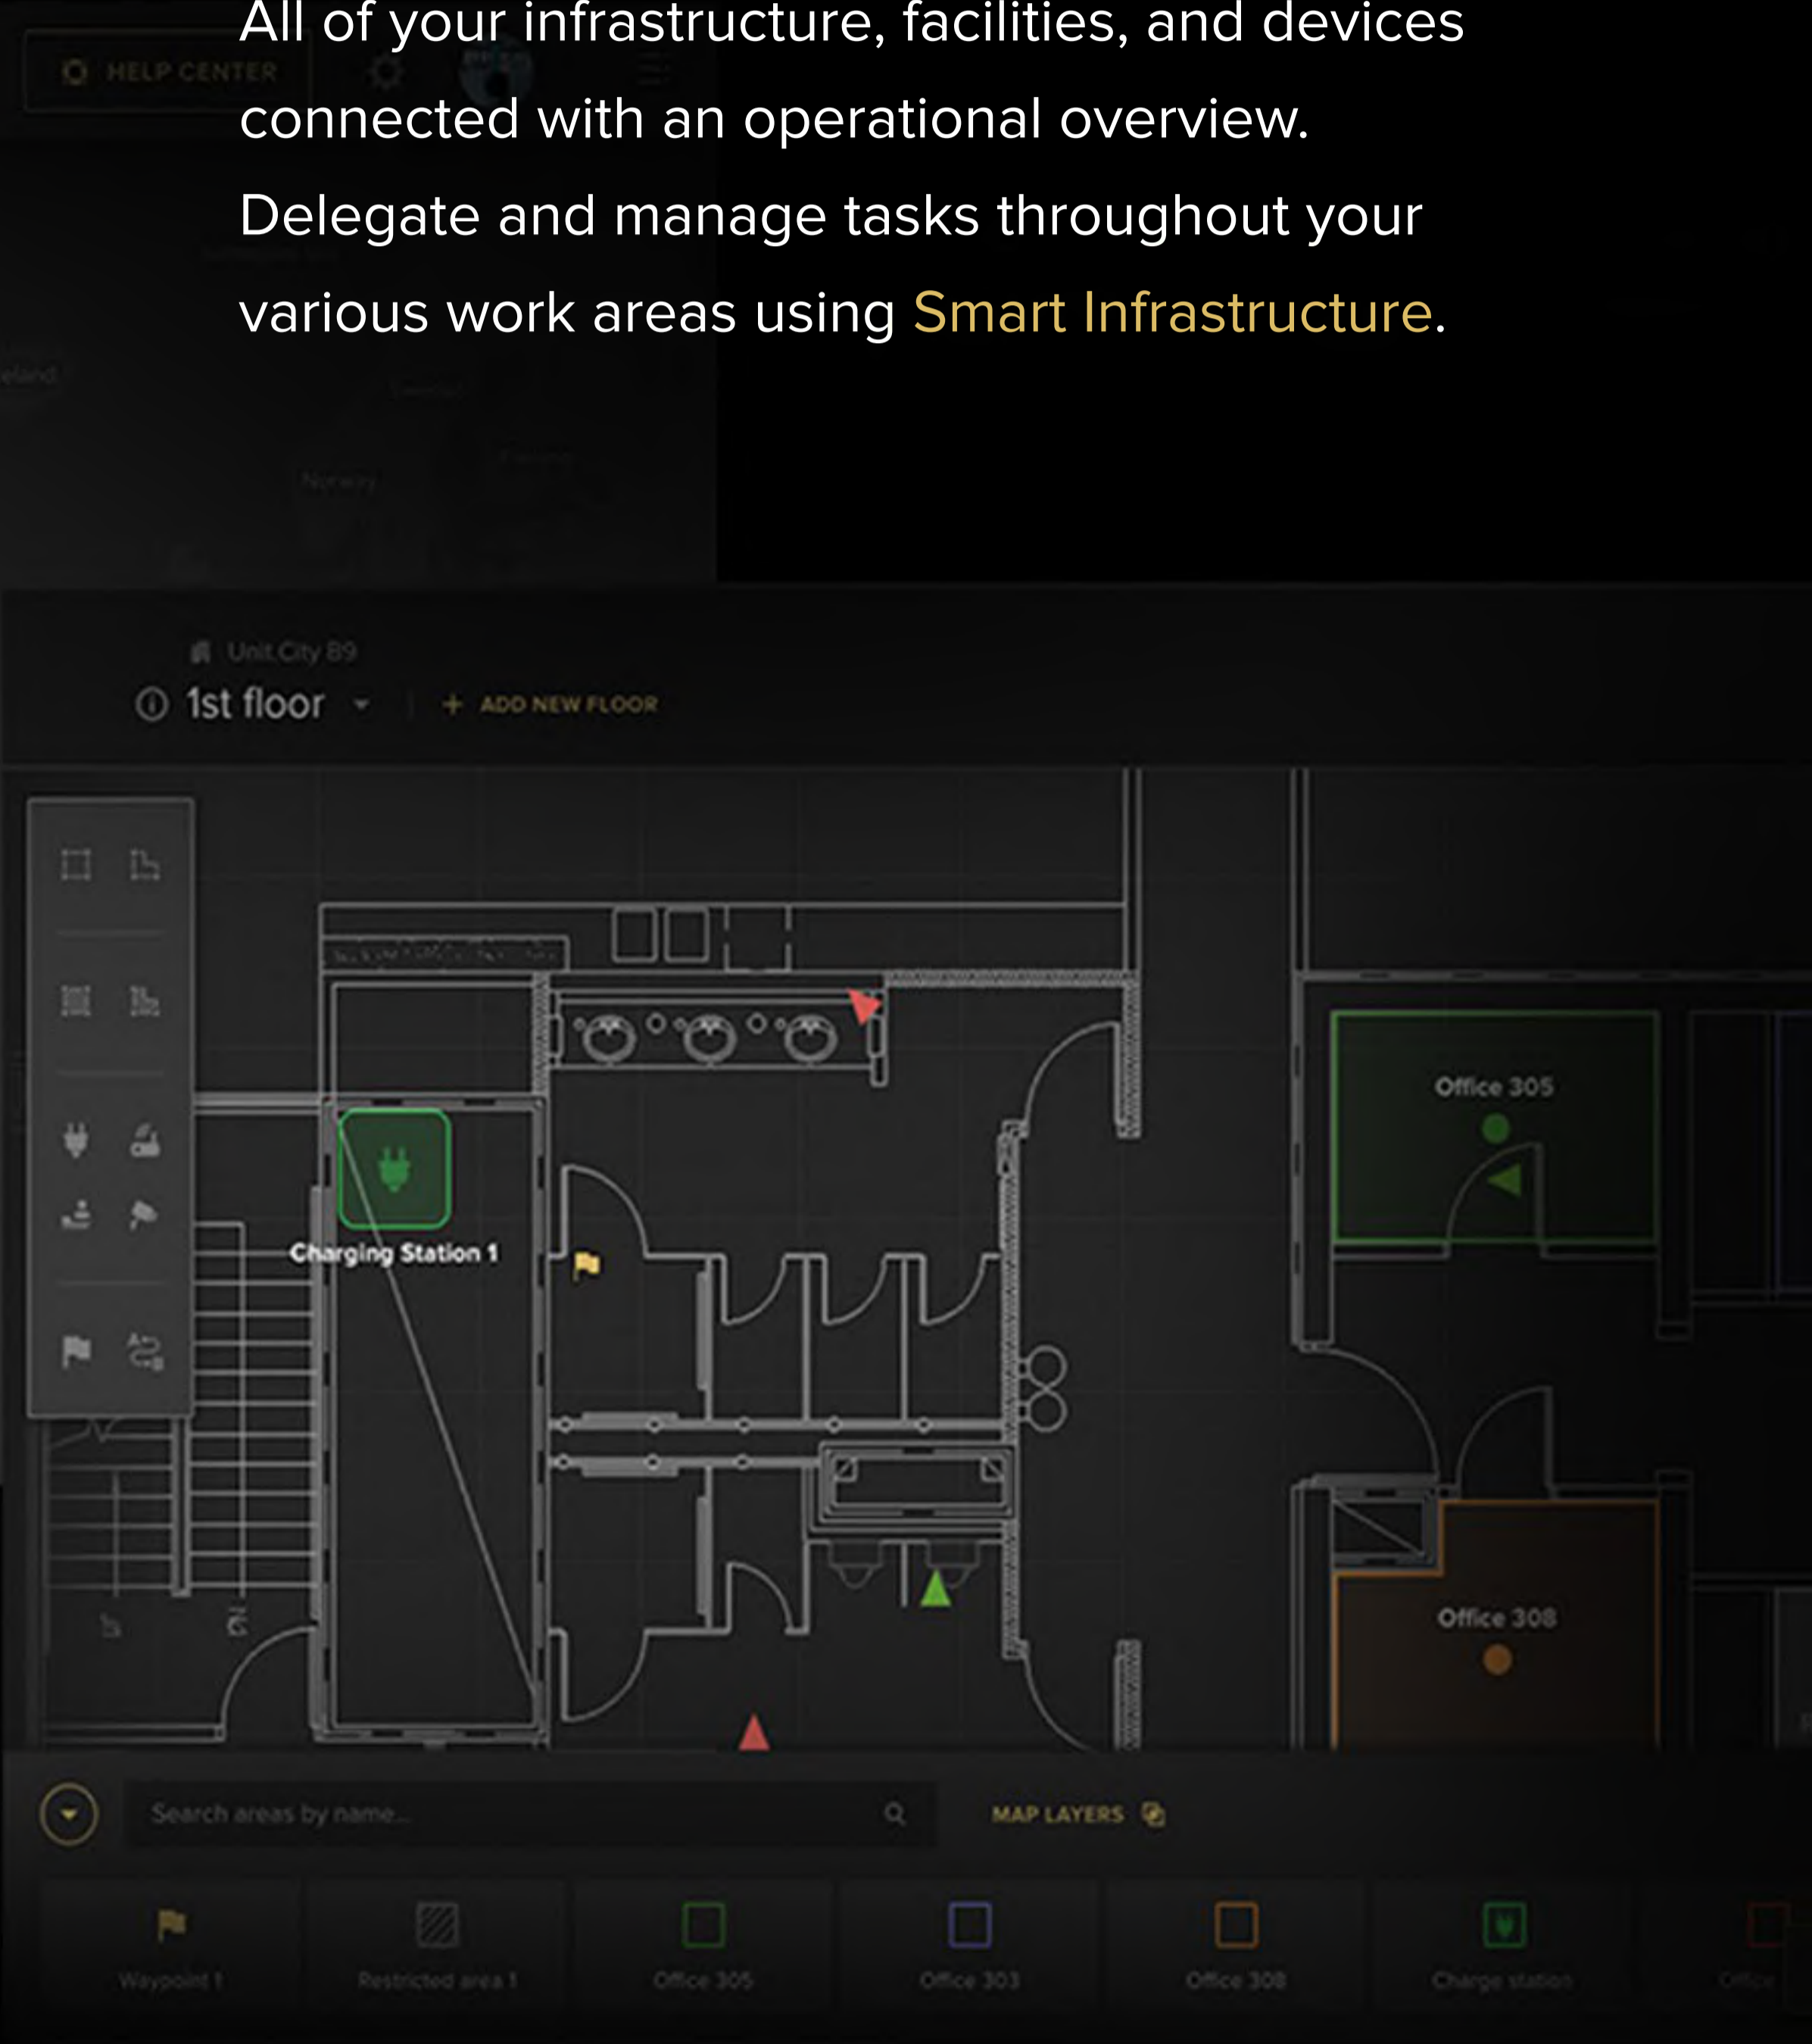 All of your infrastructure, facilities, and devices
connected with an operational overview.
Delegate and manage tasks throughout your
various work areas using Smart Infrastructure.
HELP CENTER
eland
Norway
Unit.City B9
1st floor
+ ADD NEW FLOOR
Office 305
Charging Station 1
Office 308
Search areas by name...
MAP LAYERS
Waypoint 1
Restricted area 1
Office 305
Office 303
Office 308
Charge station
Office